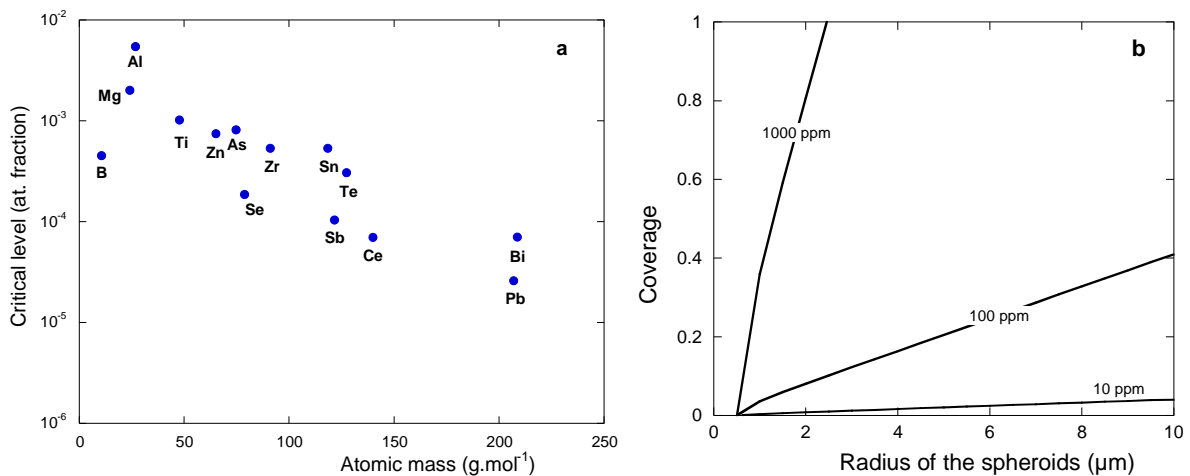 10-2
a
Al
Mg
10-3
Ti
Zn
As
B
Zr
Sn
Te
Se
10-4
Sb
Ce
Bi
Pb
10-5
10-6
0
50
100
150
200
250
Critical level (at. fraction)
Atomic mass (g.mol-1)
1
b
0.8
1000 ppm
0.6
0.4
100 ppm
0.2
10 ppm
0
0
2
4
6
8
10
Coverage
Radius of the spheroids (µm)